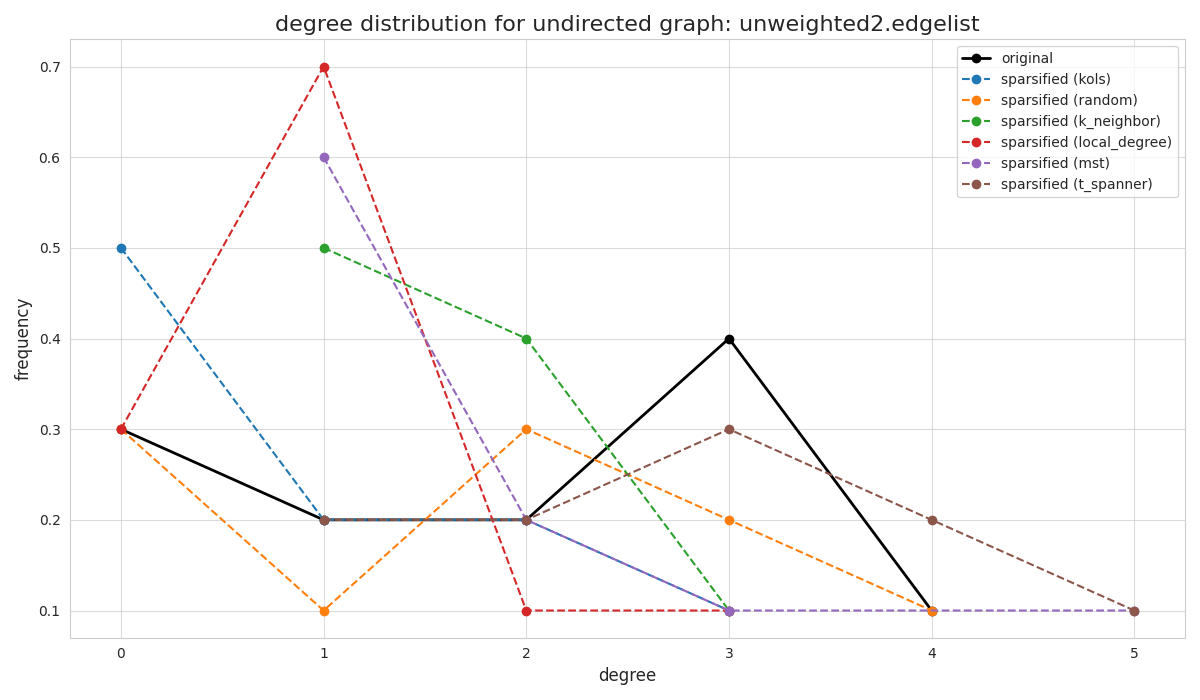 degree distribution for undirected graph: unweighted2.edgelist
original
sparsified (kols)
sparsified (random)
sparsified (k_neighbor)
sparsified (local_degree)
sparsified (mst)
sparsified (t_spanner)
frequency
0.7
0.6
0.5
0.4
0.3
0.2
0.1
0 1 2 3 4 5
degree